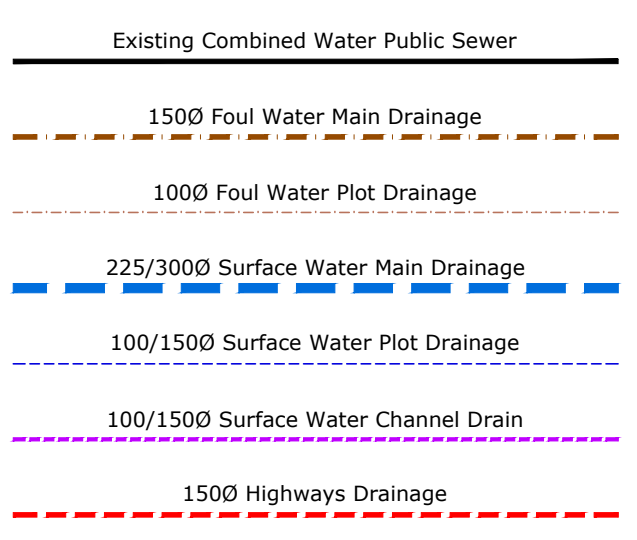 Existing Combined Water Public Sewer
150Ø Foul Water Main Drainage
100Ø Foul Water Plot Drainage
225/300Ø Surface Water Main Drainage
100/150Ø Surface Water Plot Drainage
100/150Ø Surface Water Channel Drain
150Ø Highways Drainage